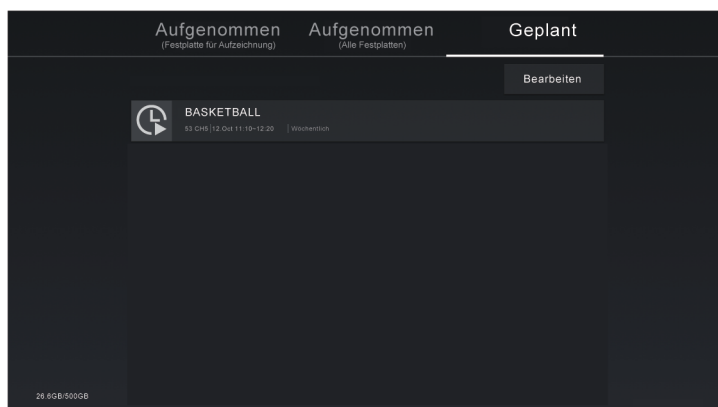 Aufgenommen
(Festplatte für Aufzeichnung)
Aufgenommen
(Alle Festplatten)
Geplant
Bearbeiten
BASKETBALL
53 CH5 | 12.Oct 11:10~12:20 | Wöchentlich
26.6GB/500GB